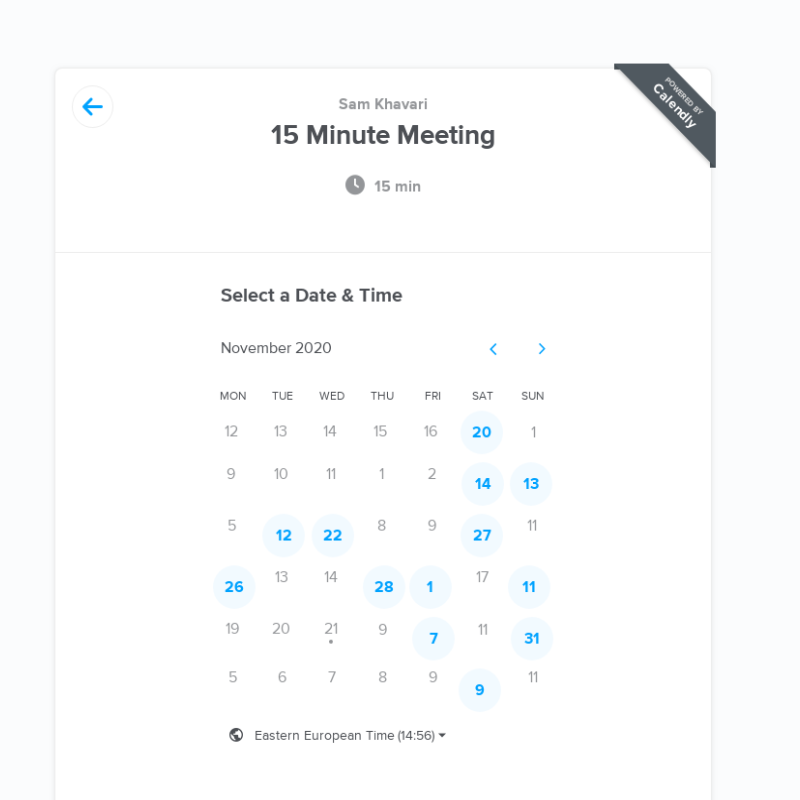 POWERED BY
Calendly
Sam Khavari
15 Minute Meeting
15 min
Select a Date & Time
November 2020
MON TUE WED THU FRI SAT SUN
12 13 14 15 16 20 1
9 10 11 1 2 14 13
5 12 22 8 9 27 11
26 13 14 28 1 17 11
19 20 21 9 7 11 31
5 6 7 8 9 9 11
Eastern European Time (14:56)